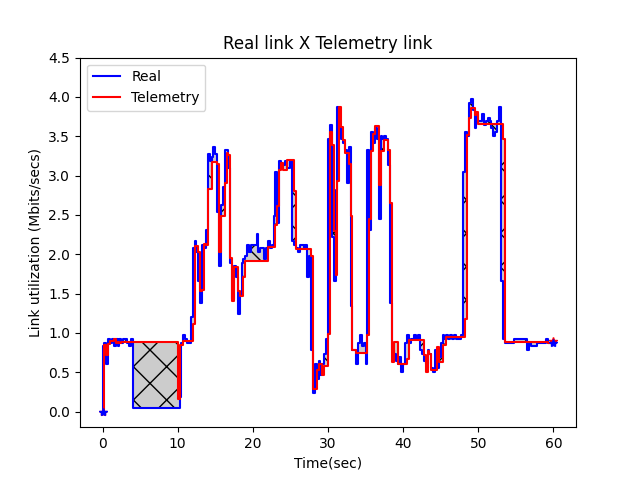 Real link X Telemetry link
Real
Telemetry
Link utilization (Mbits/secs)
4.5
4.0
3.5
3.0
2.5
2.0
1.5
1.0
0.5
0.0
0 10 20 30 40 50 60
Time(sec)